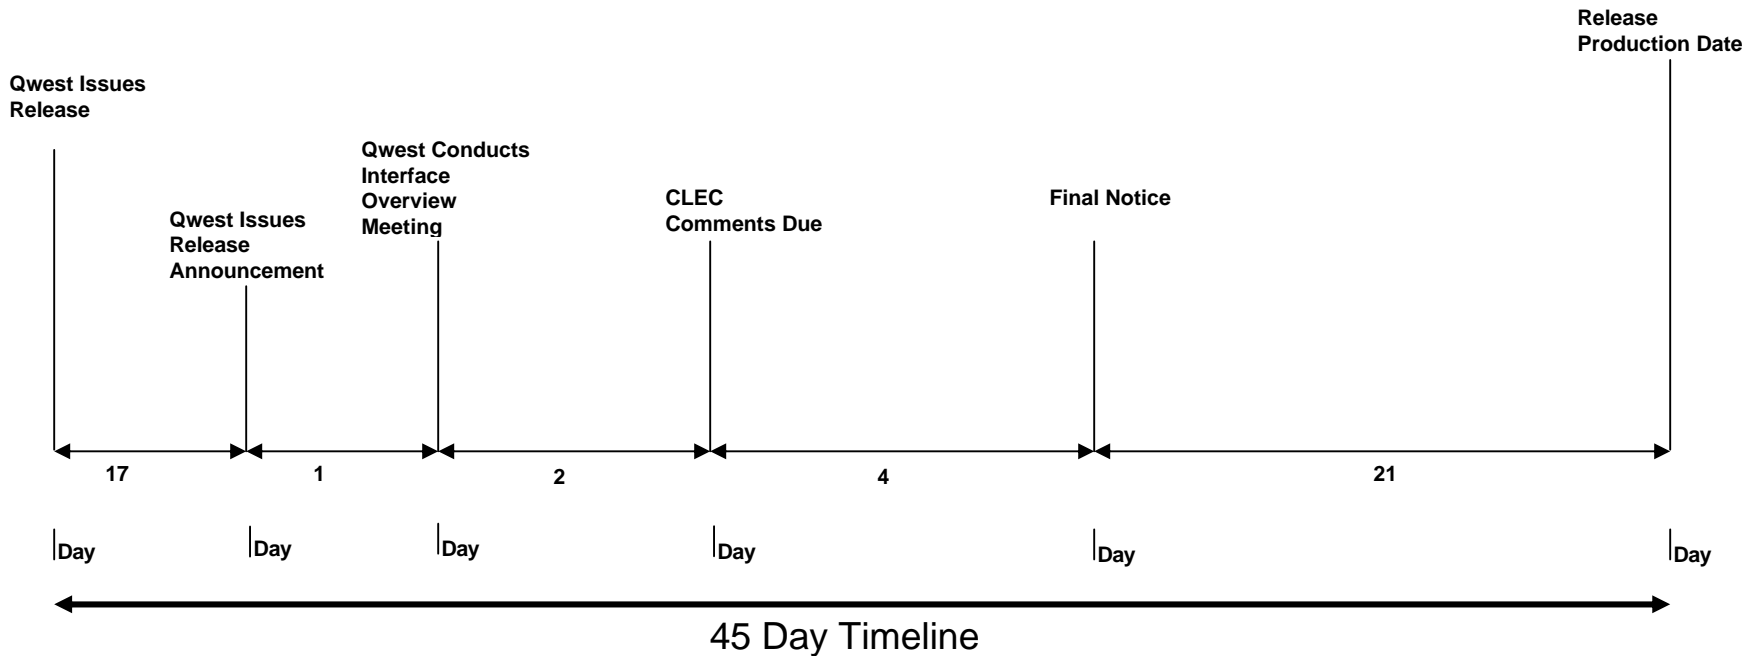 Release
Production Date
Qwest Issues
Release
Qwest Conducts
Interface
Overview
Meeting
CLEC
Comments Due
Final Notice
Qwest Issues
Release
Announcement
17
1
2
4
21
Day
Day
Day
Day
Day
Day
45 Day Timeline